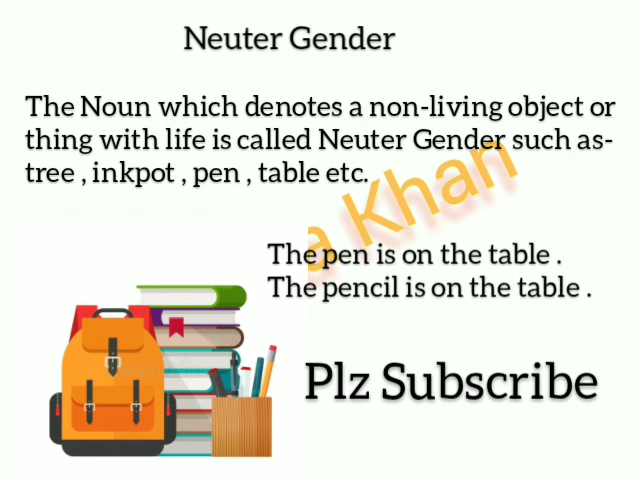 Neuter Gender
The Noun which denotes a non-living object or
thing with life is called Neuter Gender such as-
tree , inkpot , pen , table etc.
a Khan
The pen is on the table .
The pencil is on the table .
Plz Subscribe